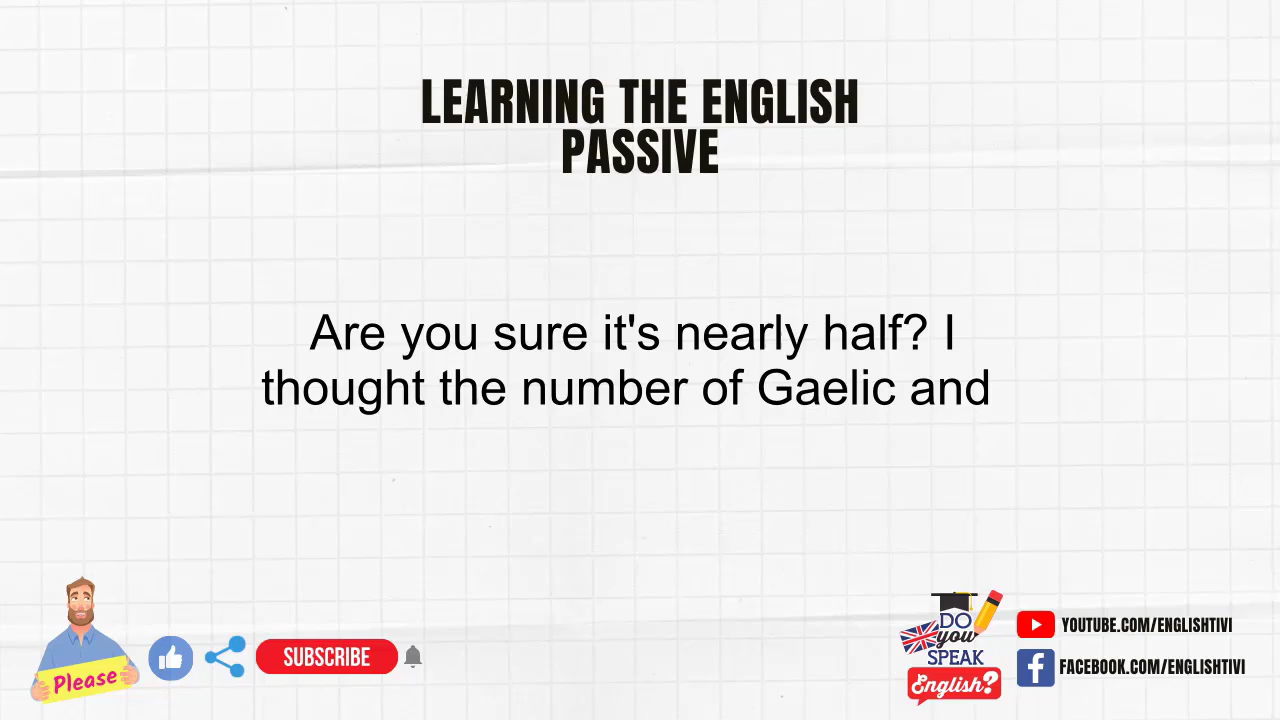 LEARNING THE ENGLISH
PASSIVE
Are you sure it's nearly half? I
thought the number of Gaelic and
Please
SUBSCRIBE
DO
you
SPEAK
English?
YOUTUBE.COM/ENGLISHTIVI
FACEBOOK.COM/ENGLISHTIVI